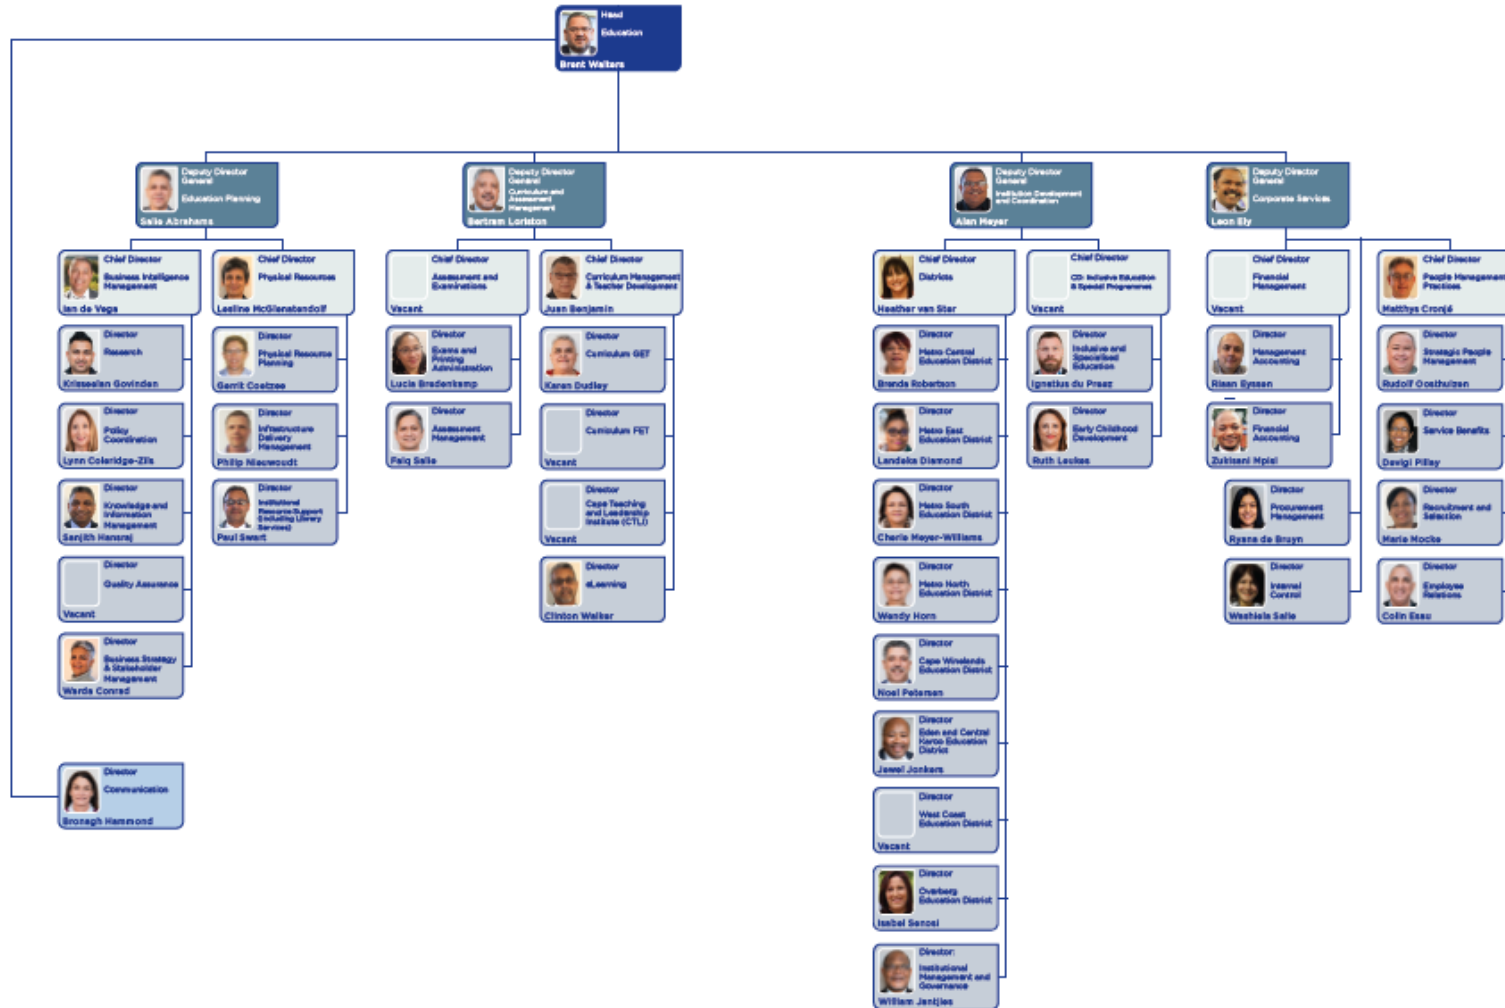 Head
Education
Brent Walters
Deputy Director
General
Education Planning
Salie Abrahams
Deputy Director
General
Curriculum and
Assessment
Management
Bertram Loriston
Deputy Director
General
Institution Development
and Coordination
Alan Meyer
Deputy Director
General
Corporate Services
Leon Ely
Chief Director
Business Intelligence
Management
Ian de Vega
Chief Director
Physical Resources
Leeline
Chief Director
Assessment and
Examinations
Vacant
Chief Director
Curriculum Management
& Teacher Development
Juan Benjamin
Chief Director
Districts
Heather van Star
Chief Director
CD: Inclusive Education
& Special Programmes
Vacant
Chief Director
Financial
Management
Vacant
Chief Director
People Management
Practices
Matthys Cronjé
Director
Research
Krisseelan Govinden
Director
Policy
Coordination
Lynn Coleridge-Zils
Director
Knowledge and
Information
Management
Sanjith Hansraj
Director
Quality Assurance
Vacant
Director
Business Strategy
& Stakeholder
Management
Warda Conrad
Director
Physical Resource
Planning
Gerrit Coetzee
Director
Infrastructure
Delivery
Management
Philip Nieuwoudt
Director
Institutional
Resource Support
(including Library
Services)
Paul Swart
Director
Exams and
Printing
Administration
Lucia Bredenkamp
Director
Assessment
Management
Faiq Salie
Director
Curriculum GET
Karen Dudley
Director
Curriculum FET
Vacant
Director
Cape Teaching
and Leadership
Institute (CTLI)
Vacant
Director
eLearning
Clinton Walker
Director
Metro Central
Education District
Brenda Robertson
Director
Metro East
Education District
Landeka Diamond
Director
Metro South
Education District
Cherie Meyer-Williams
Director
Metro North
Education District
Wendy Horn
Director
Cape Winelands
Education District
Noel Petersen
Director
Eden and Central
Karoo Education
District
Jewel Jonkers
Director
West Coast
Education District
Vacant
Director
Overberg
Education District
Isabel Senosi
Director:
Institutional
Management and
Governance
William Jantjies
Director
Inclusive and
Specialised
Education
Ignatius du Preez
Director
Early Childhood
Development
Ruth Leukes
Director
Management
Accounting
Riaan Eyssen
Director
Financial
Accounting
Zukisani Mpisi
Director
Procurement
Management
Ryana de Bruyn
Director
Internal
Control
Washiela Salie
Director
Strategic People
Management
Rudolf Oosthuizen
Director
Service Benefits
Devigi Pillay
Director
Recruitment and
Selection
Marie Mocke
Director
Employee
Relations
Colin Esau
Director
Communication
Bronagh Hammond